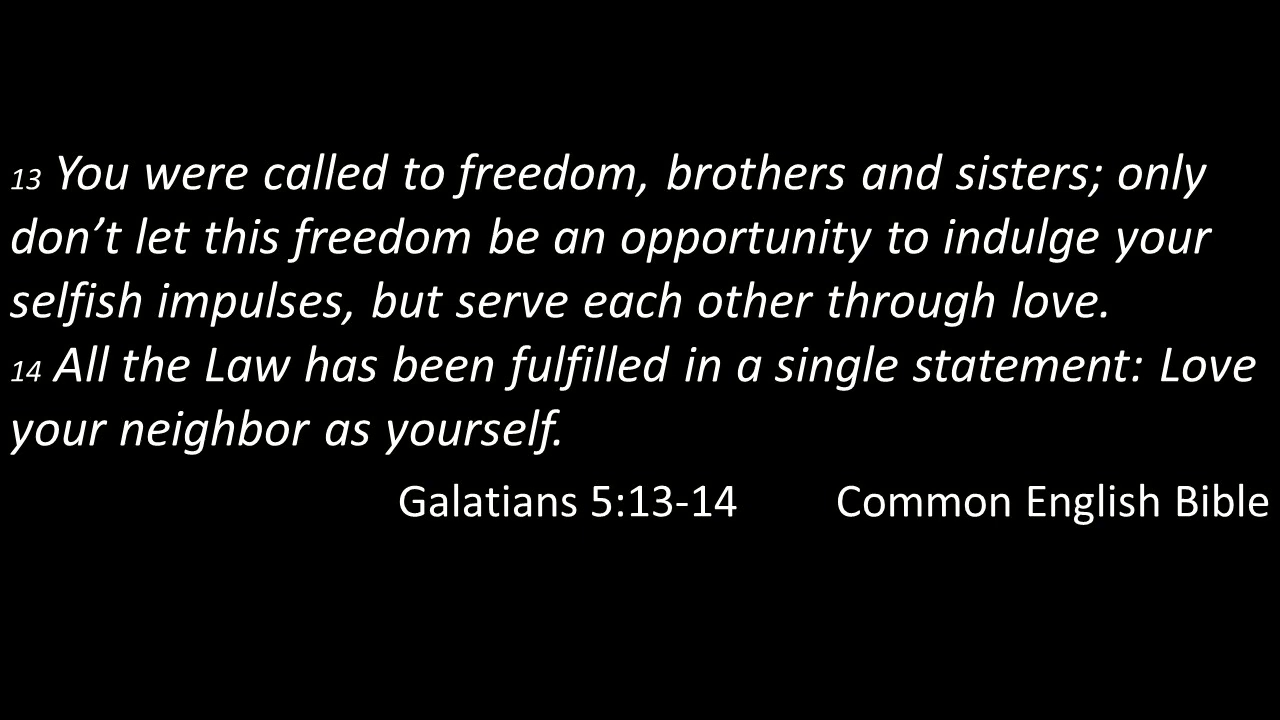 13 You were called to freedom, brothers and sisters; only
don’t let this freedom be an opportunity to indulge your
selfish impulses, but serve each other through love.
14 All the Law has been fulfilled in a single statement: Love
your neighbor as yourself.
Galatians 5:13-14 Common English Bible